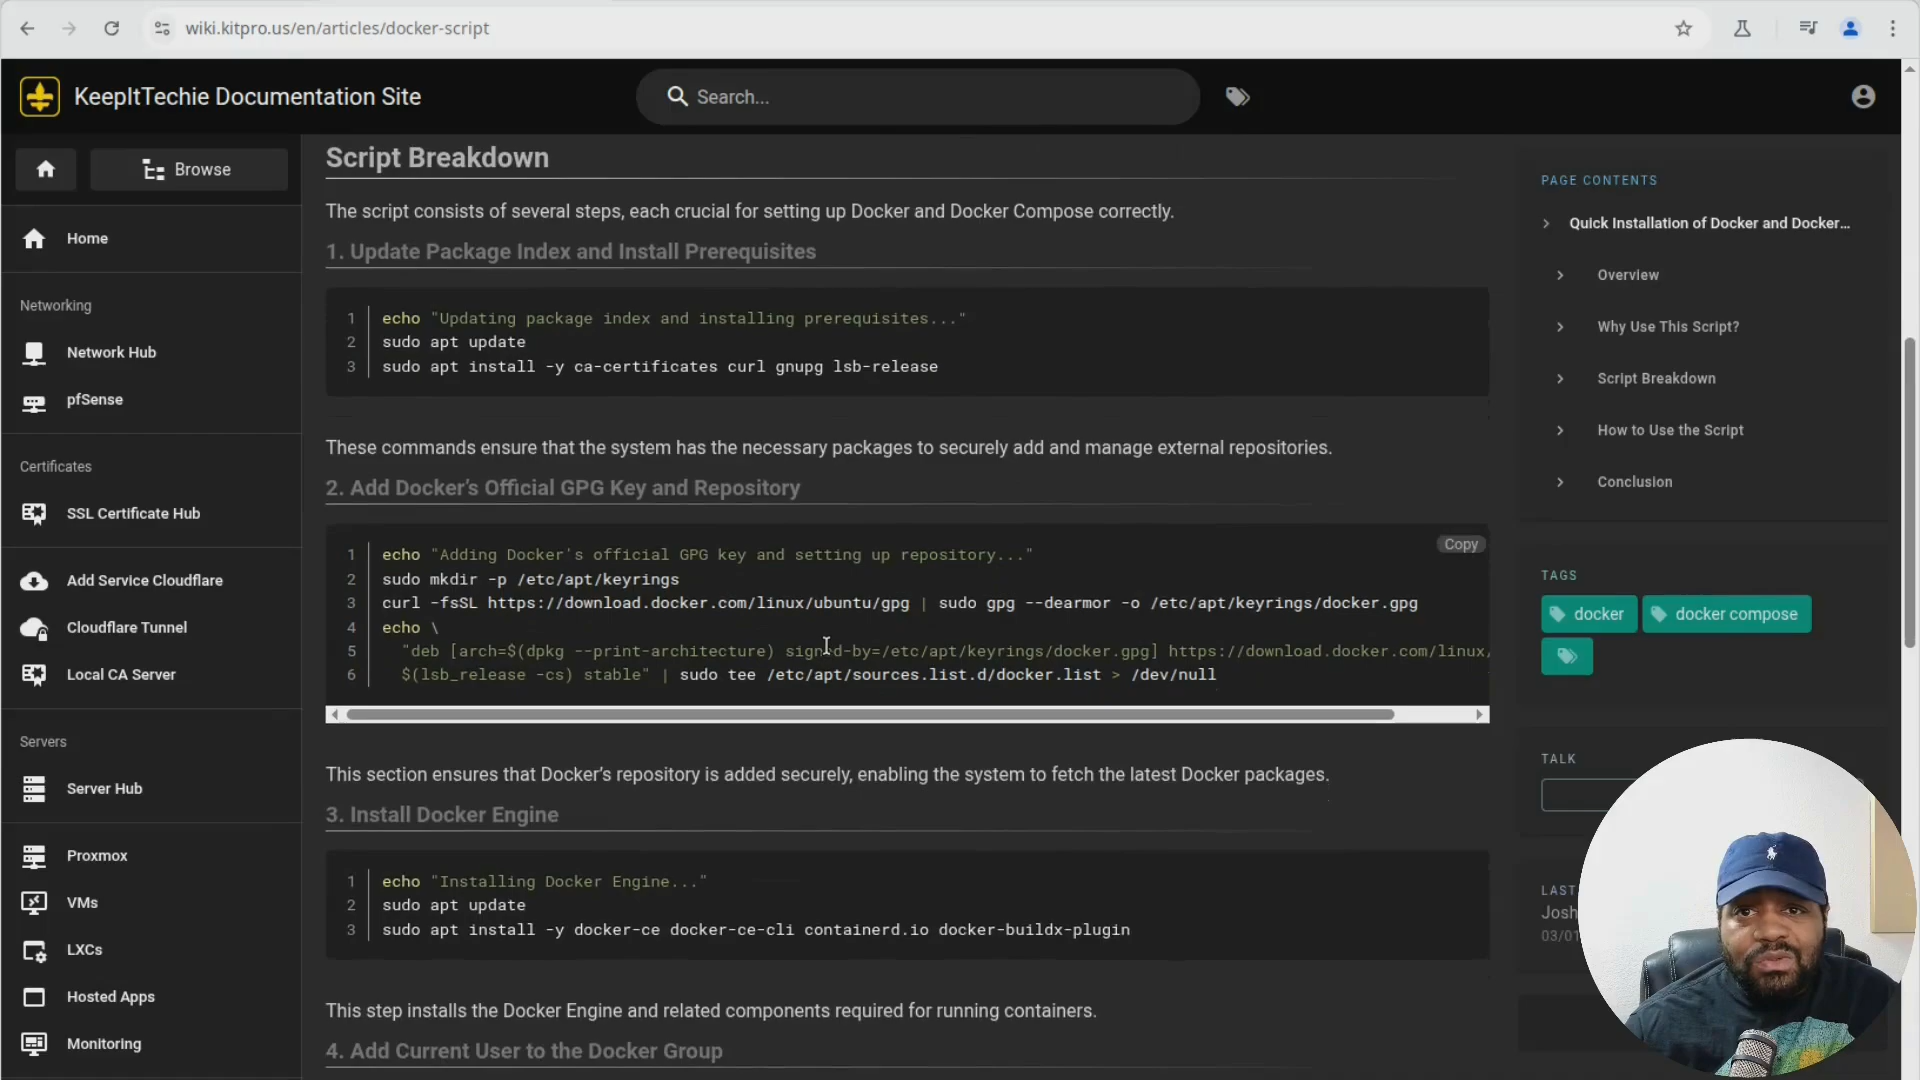 wiki.kitpro.us/en/articles/docker-script
KeepItTechie Documentation Site
Search...
Browse
Home
Networking
Network Hub
pfSense
Certificates
SSL Certificate Hub
Add Service Cloudflare
Cloudflare Tunnel
Local CA Server
Servers
Server Hub
Proxmox
VMs
LXCs
Hosted Apps
Monitoring
Script Breakdown
The script consists of several steps, each crucial for setting up Docker and Docker Compose correctly.
1. Update Package Index and Install Prerequisites
1 echo "Updating package index and installing prerequisites..."
2 sudo apt update
3 sudo apt install -y ca-certificates curl gnupg lsb-release
These commands ensure that the system has the necessary packages to securely add and manage external repositories.
2. Add Docker’s Official GPG Key and Repository
Copy
1 echo "Adding Docker's official GPG key and setting up repository..."
2 sudo mkdir -p /etc/apt/keyrings
3 curl -fsSL https://download.docker.com/linux/ubuntu/gpg | sudo gpg --dearmor -o /etc/apt/keyrings/docker.gpg
4 echo \
5 "deb [arch=$(dpkg --print-architecture) signed-by=/etc/apt/keyrings/docker.gpg] https://download.docker.com/linux/
6 $(lsb_release -cs) stable" | sudo tee /etc/apt/sources.list.d/docker.list > /dev/null
This section ensures that Docker’s repository is added securely, enabling the system to fetch the latest Docker packages.
3. Install Docker Engine
1 echo "Installing Docker Engine..."
2 sudo apt update
3 sudo apt install -y docker-ce docker-ce-cli containerd.io docker-buildx-plugin
This step installs the Docker Engine and related components required for running containers.
4. Add Current User to the Docker Group
PAGE CONTENTS
Quick Installation of Docker and Docker...
Overview
Why Use This Script?
Script Breakdown
How to Use the Script
Conclusion
TAGS
docker
docker compose
TALK
LAST
Josh
03/01